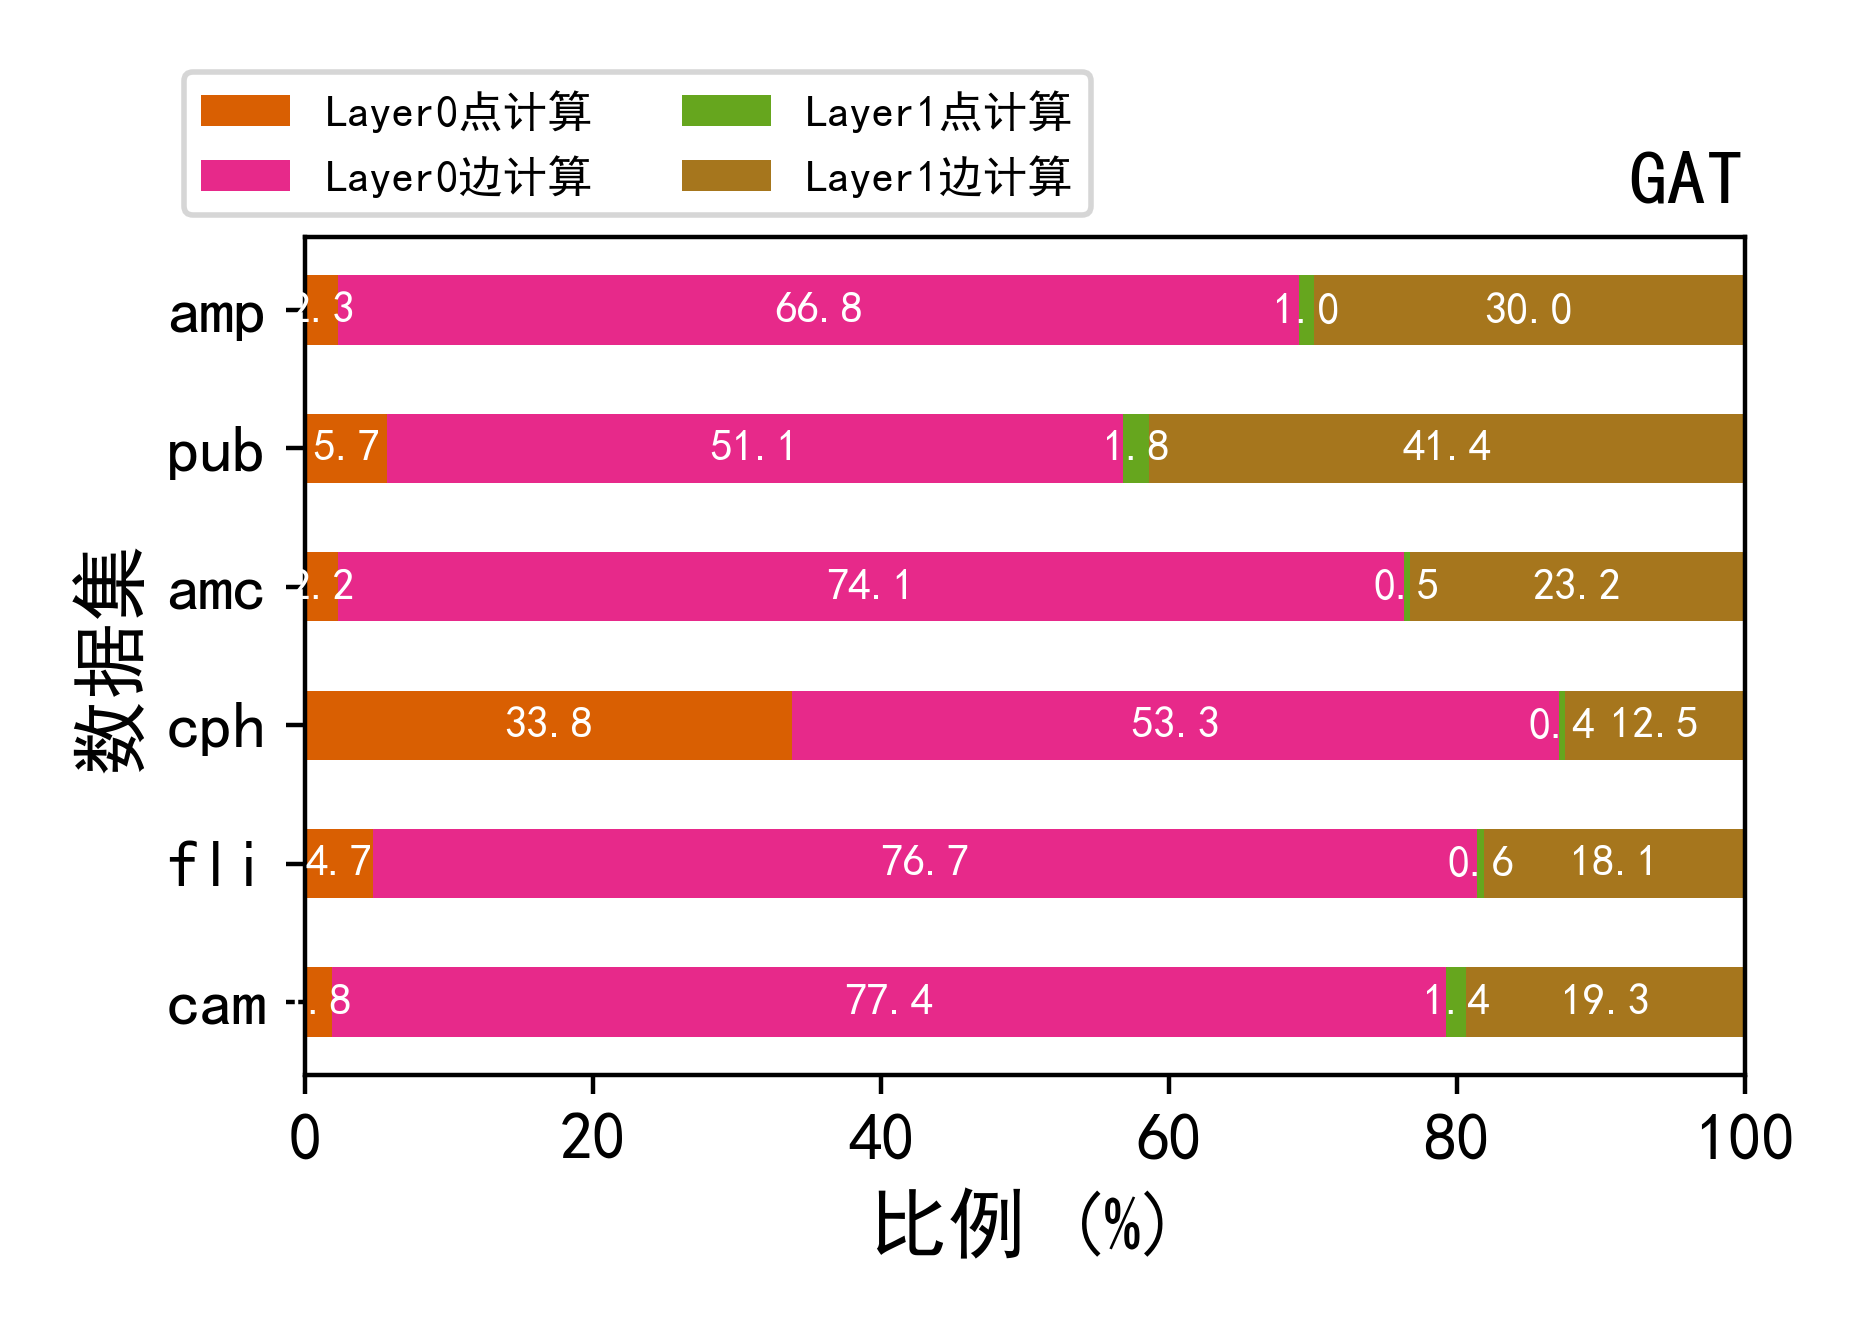 Layer0点计算 Layer1点计算
Layer0边计算 Layer1边计算
GAT
amp 2.3 66.8 1.0 30.0
pub 5.7 51.1 1.8 41.4
amc 2.2 74.1 0.5 23.2
cph 33.8 53.3 0.4 12.5
fli 4.7 76.7 0.6 18.1
cam .8 77.4 1.4 19.3
数据集
0 20 40 60 80 100
比例 (%)